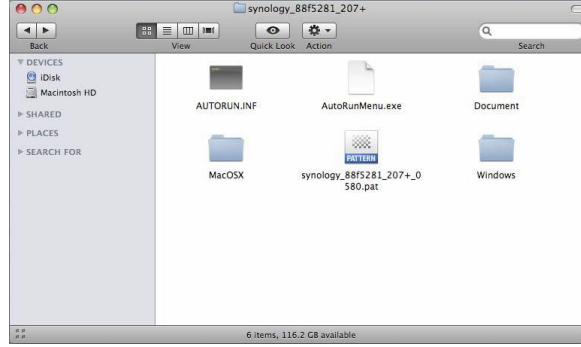 synology_88f5281_207+
Back
View
Quick Look
Action
Search
DEVICES
iDisk
Macintosh HD
SHARED
PLACES
SEARCH FOR
AUTORUN.INF
AutoRunMenu.exe
Document
MacOSX
PATTERN
synology_88f5281_207+_0
580.pat
Windows
6 items, 116.2 GB available